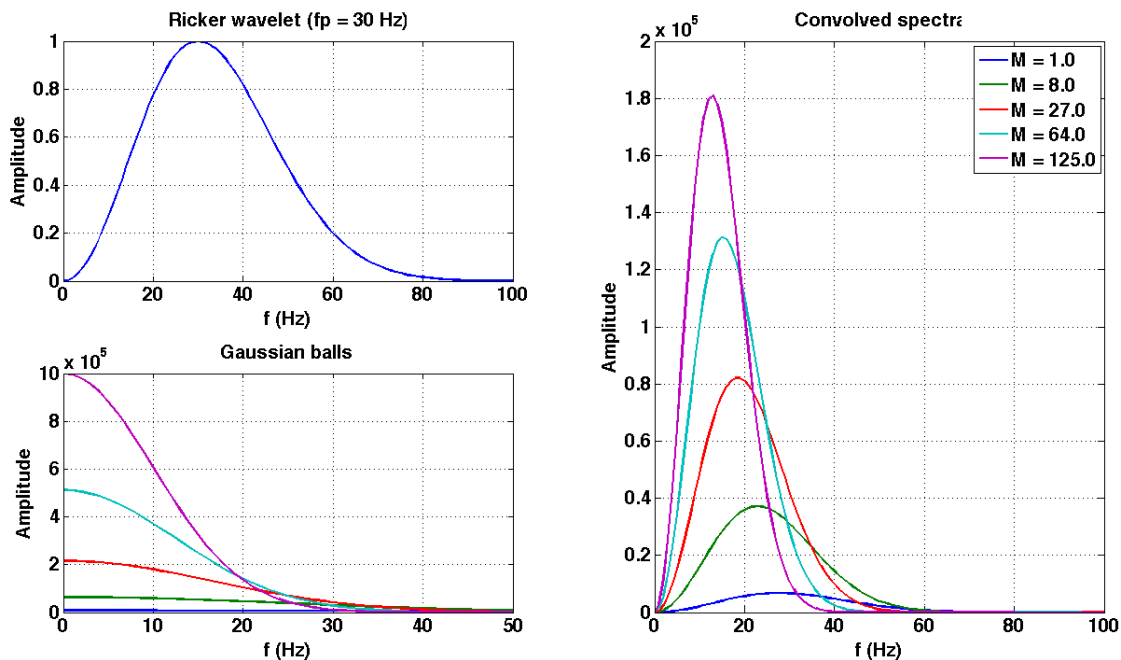 Ricker wavelet (fp = 30 Hz)
1
0.8
0.6
0.4
0.2
0
Amplitude
0 20 40 60 80 100
f (Hz)
Gaussian balls
x 10^5
10
8
6
4
2
0
Amplitude
0 10 20 30 40 50
f (Hz)
Convolved spectra
x 10^5
2
1.8
1.6
1.4
1.2
1
0.8
0.6
0.4
0.2
0
Amplitude
0 20 40 60 80 100
f (Hz)
M = 1.0
M = 8.0
M = 27.0
M = 64.0
M = 125.0